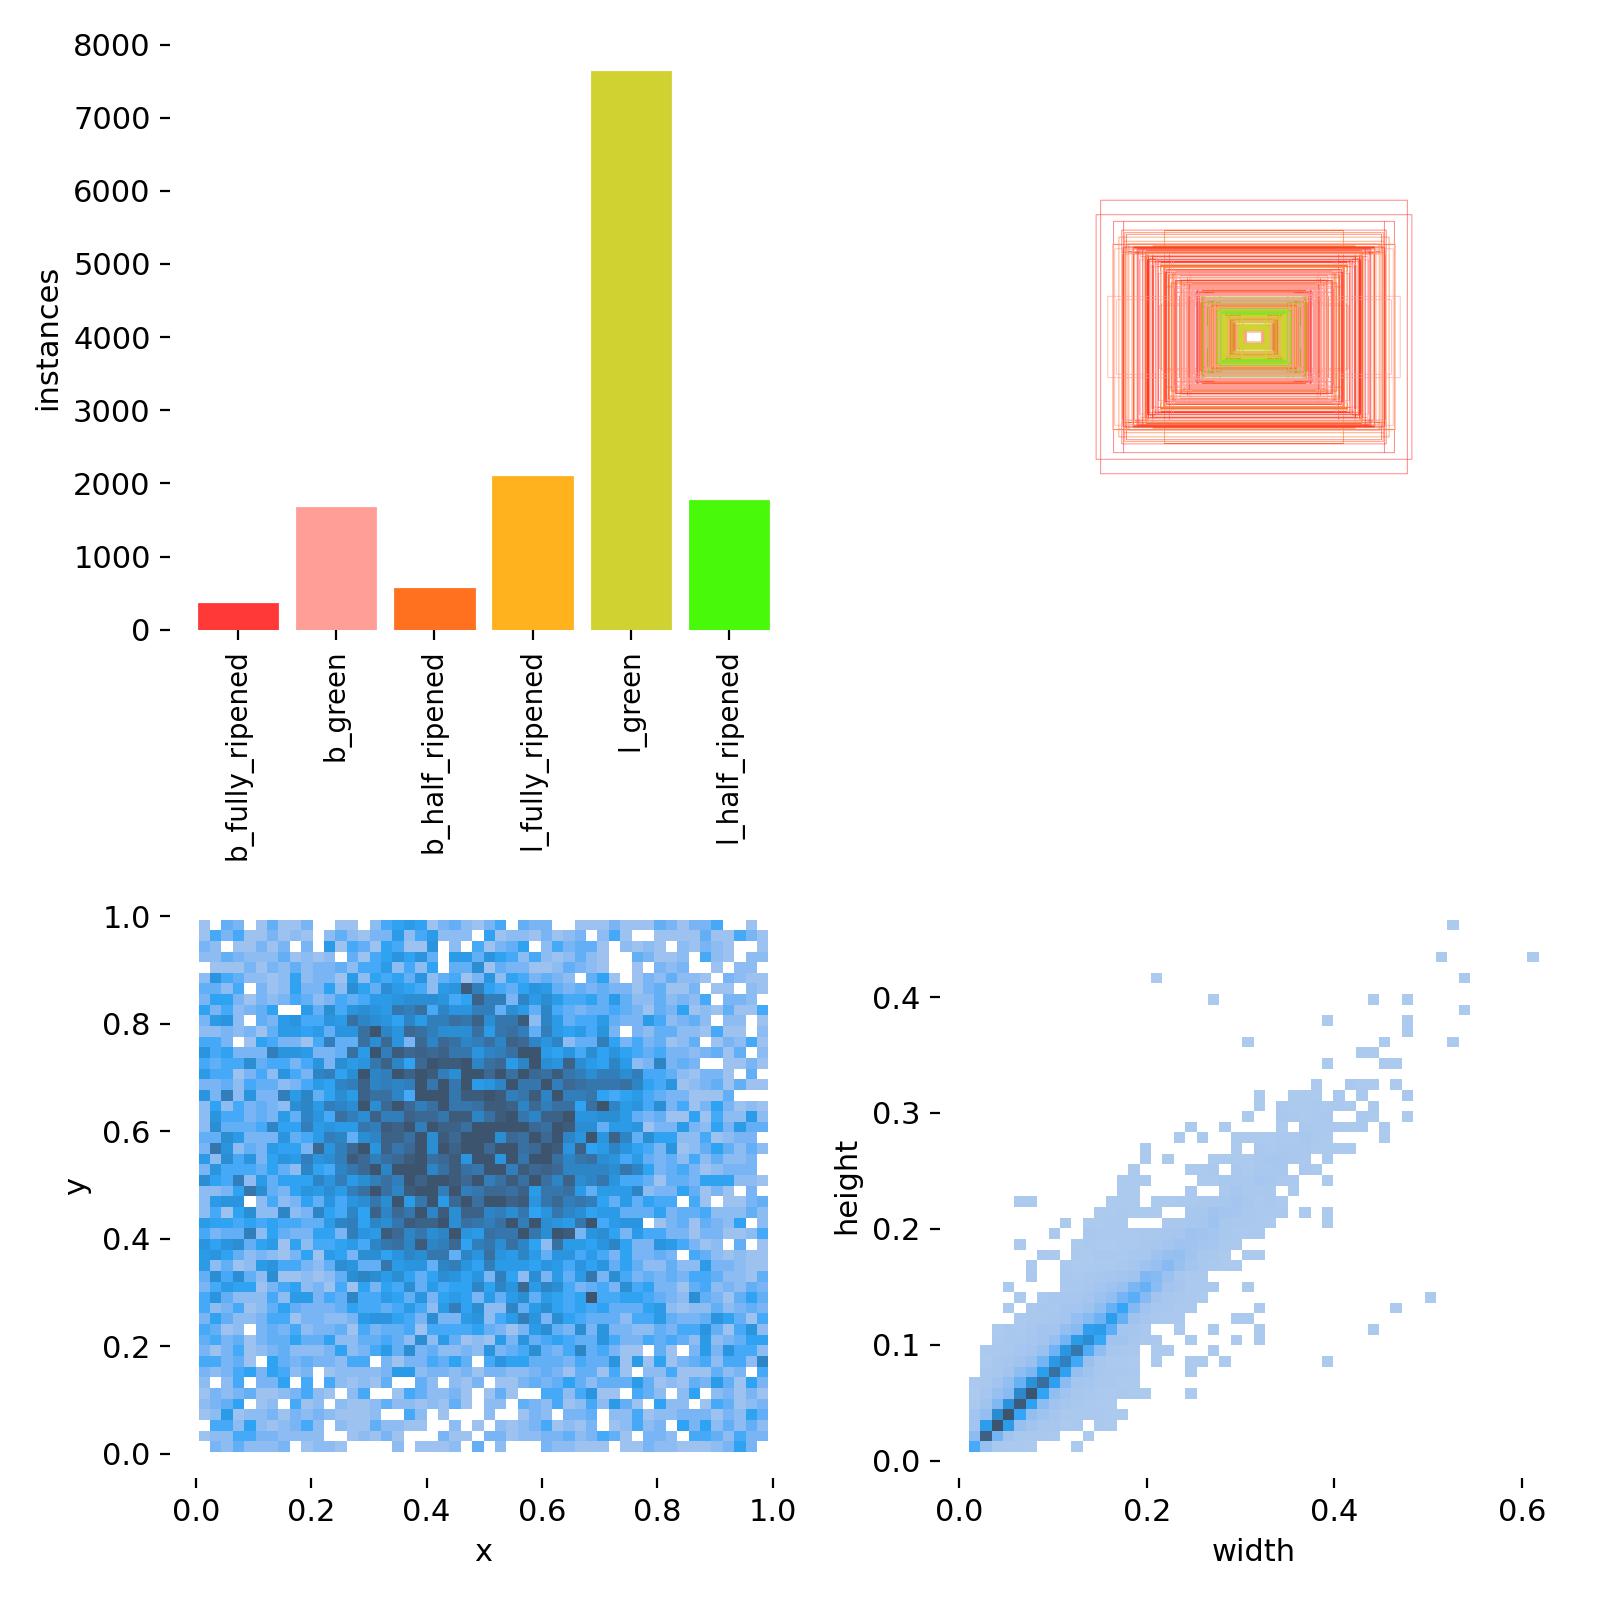 8000
7000
6000
5000
4000
3000
2000
1000
0
instances
b_fully_ripened
b_green
b_half_ripened
l_fully_ripened
l_green
l_half_ripened
1.0
0.8
0.6
0.4
0.2
0.0
y
0.0 0.2 0.4 0.6 0.8 1.0
x
0.4
0.3
0.2
0.1
0.0
height
0.0 0.2 0.4 0.6
width